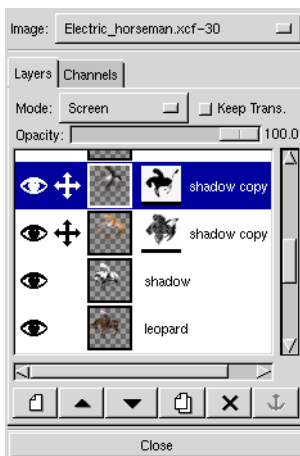 Image: Electric_horseman.xcf-30
Layers Channels
Mode: Screen Keep Trans.
Opacity: 100.0
shadow copy
shadow copy
shadow
leopard
Close